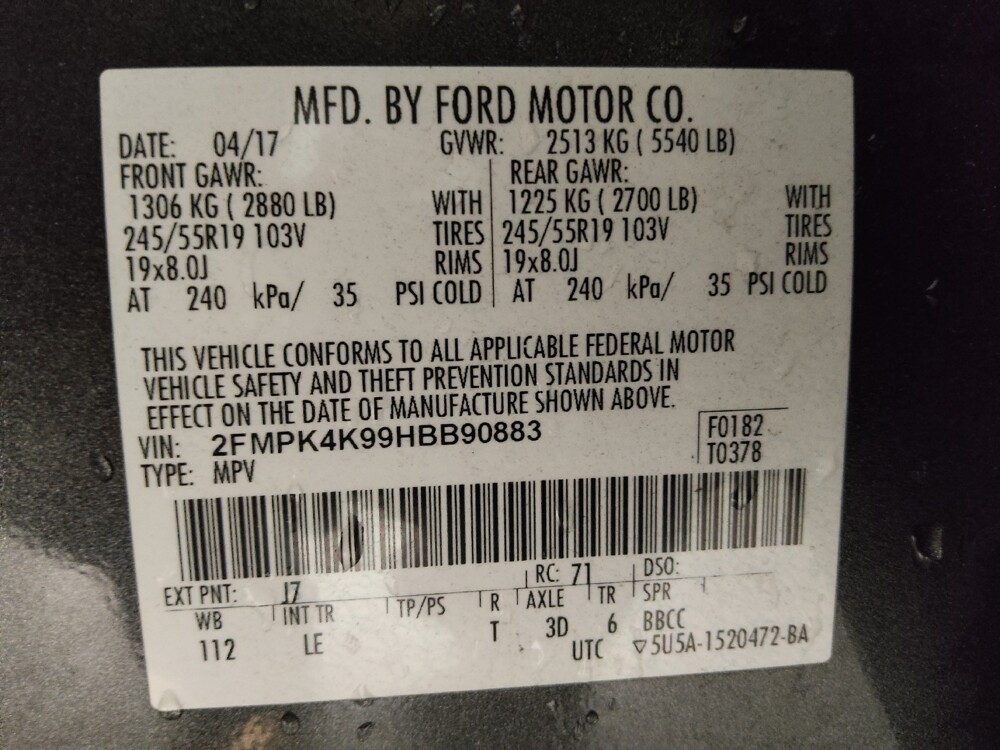 MFD. BY FORD MOTOR CO.
DATE: 04/17 GVWR: 2513 KG ( 5540 LB)
FRONT GAWR: REAR GAWR:
1306 KG ( 2880 LB) WITH 1225 KG ( 2700 LB) WITH
245/55R19 103V TIRES 245/55R19 103V TIRES
19x8.0J RIMS 19x8.0J RIMS
AT 240 kPa/ 35 PSI COLD AT 240 kPa/ 35 PSI COLD
THIS VEHICLE CONFORMS TO ALL APPLICABLE FEDERAL MOTOR
VEHICLE SAFETY AND THEFT PREVENTION STANDARDS IN
EFFECT ON THE DATE OF MANUFACTURE SHOWN ABOVE.
VIN: 2FMPK4K99HBB90883 F0182
TYPE: MPV T0378
EXT PNT: J7 RC: 71 DSO:
WB INT TR TP/PS R AXLE TR SPR
112 LE T 3D 6 BBCC
UTC ▽5U5A-1520472-BA